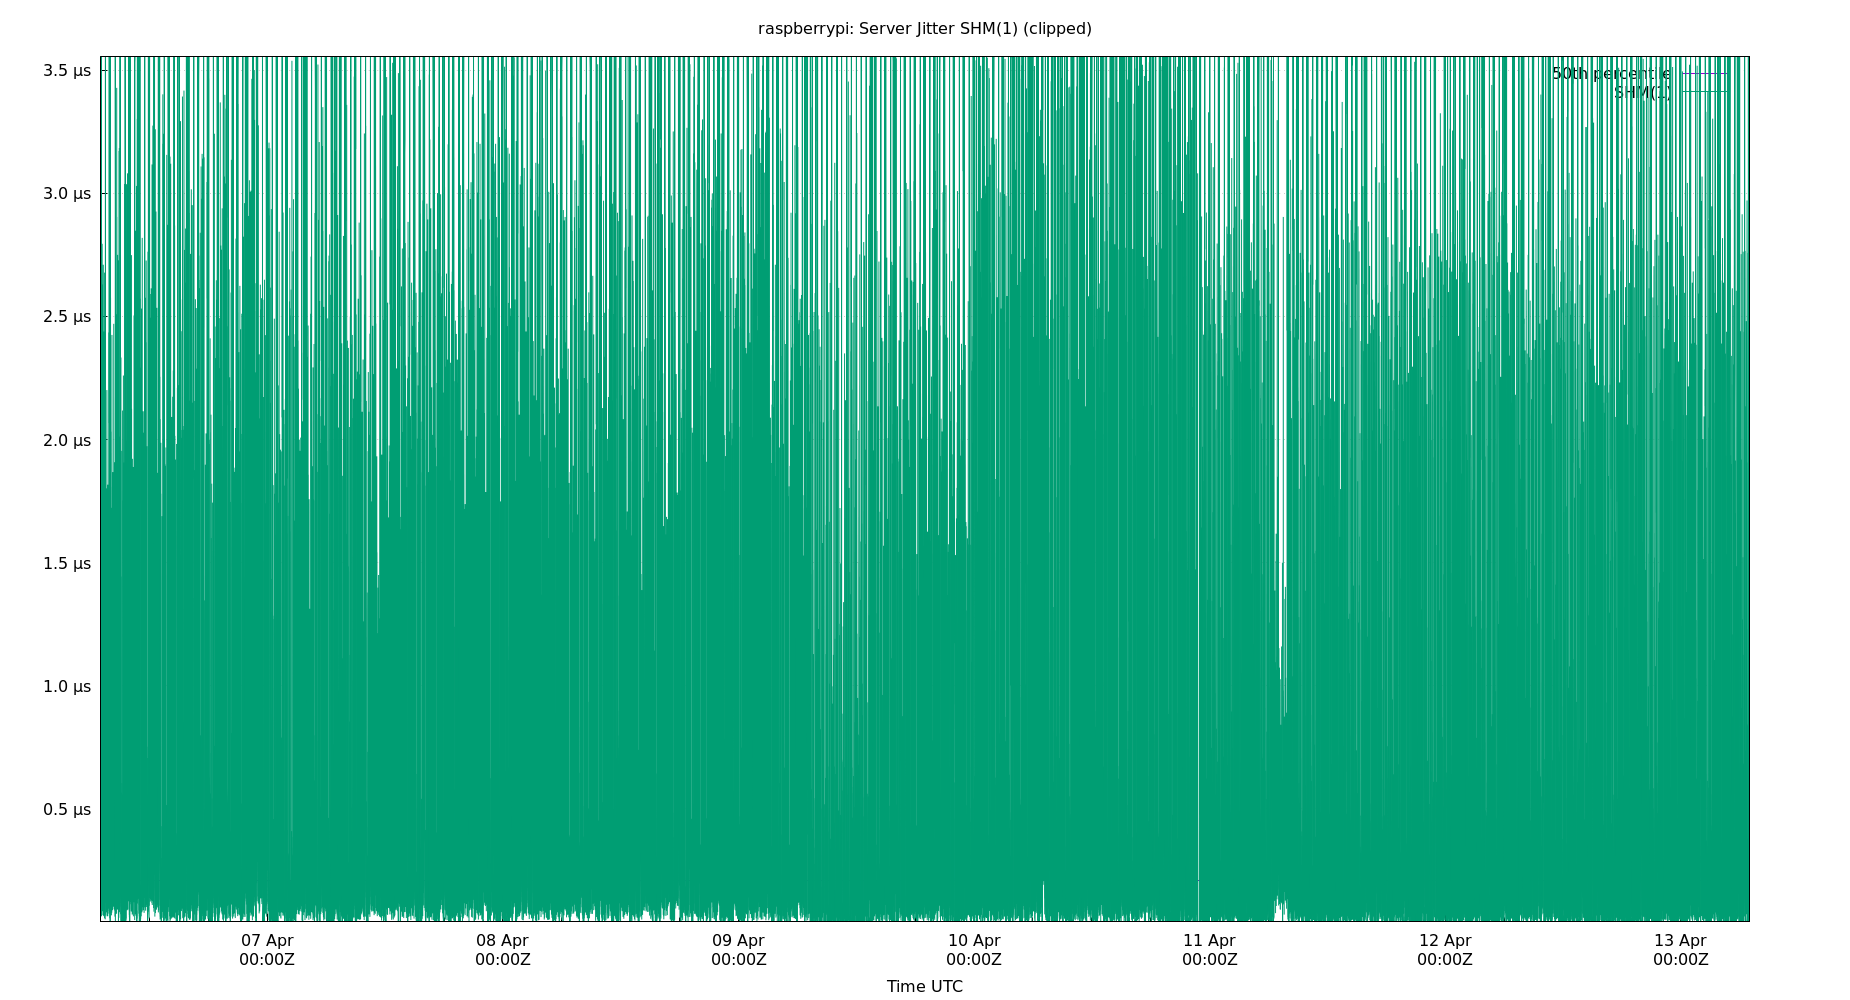 raspberrypi: Server Jitter SHM(1) (clipped)
3.5 µs
50th percentile
SHM(1)
3.0 µs
2.5 µs
2.0 µs
1.5 µs
1.0 µs
0.5 µs
07 Apr 08 Apr 09 Apr 10 Apr 11 Apr 12 Apr 13 Apr
00:00Z 00:00Z 00:00Z 00:00Z 00:00Z 00:00Z 00:00Z
Time UTC